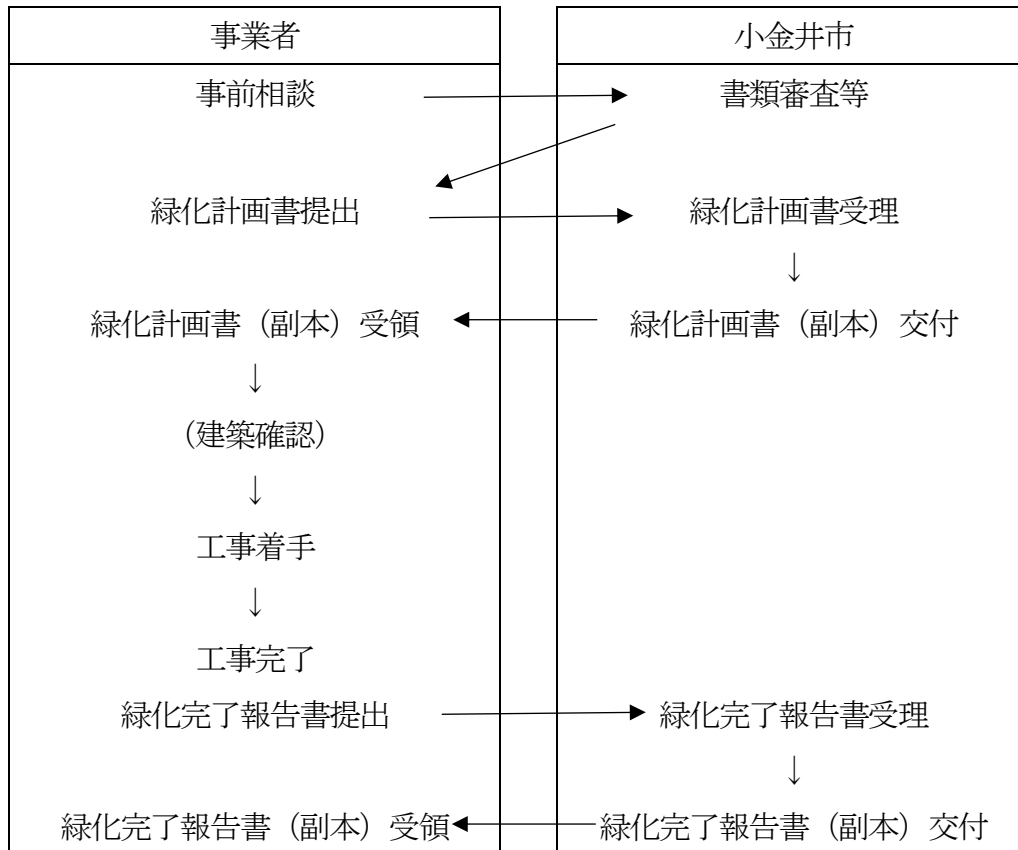 事業者 小金井市
事前相談 書類審査等
緑化計画書提出 緑化計画書受理
↓
緑化計画書（副本）受領 緑化計画書（副本）交付
↓
（建築確認）
↓
工事着手
↓
工事完了
緑化完了報告書提出 緑化完了報告書受理
↓
緑化完了報告書（副本）受領 緑化完了報告書（副本）交付